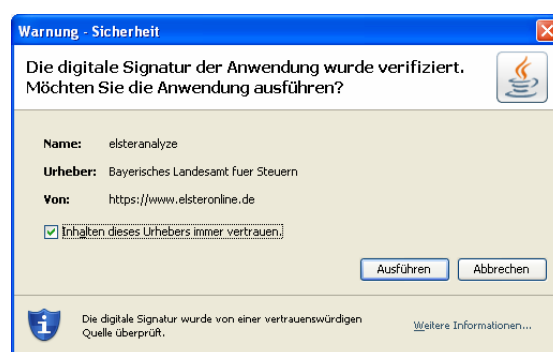 Warnung - Sicherheit
Die digitale Signatur der Anwendung wurde verifiziert.
Möchten Sie die Anwendung ausführen?
Name: elsteranalyze
Urheber: Bayerisches Landesamt fuer Steuern
Von: https://www.elsteronline.de
Inhalten dieses Urhebers immer vertrauen.
Ausführen Abbrechen
Die digitale Signatur wurde von einer vertrauenswürdigen
Quelle überprüft.
Weitere Informationen...